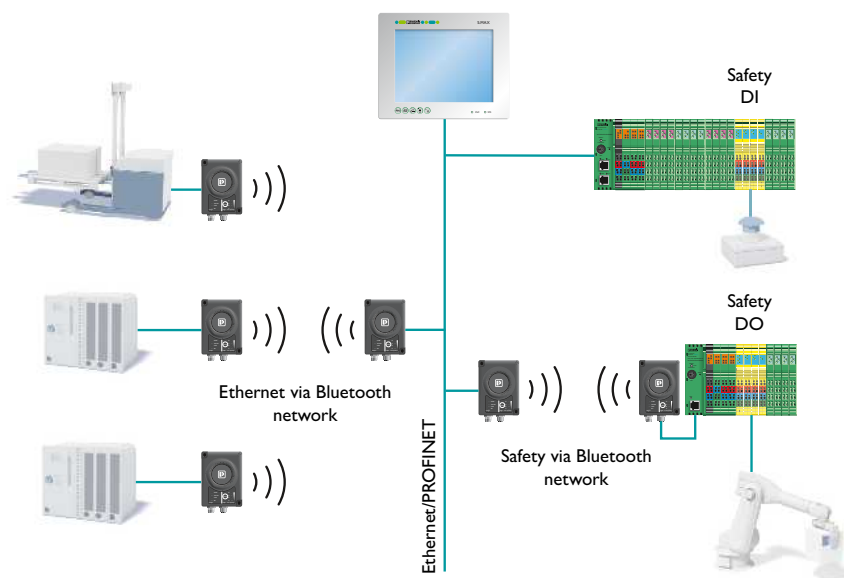 Safety
DI
Safety
DO
Ethernet via Bluetooth
network
Safety via Bluetooth
network
Ethernet/PROFINET